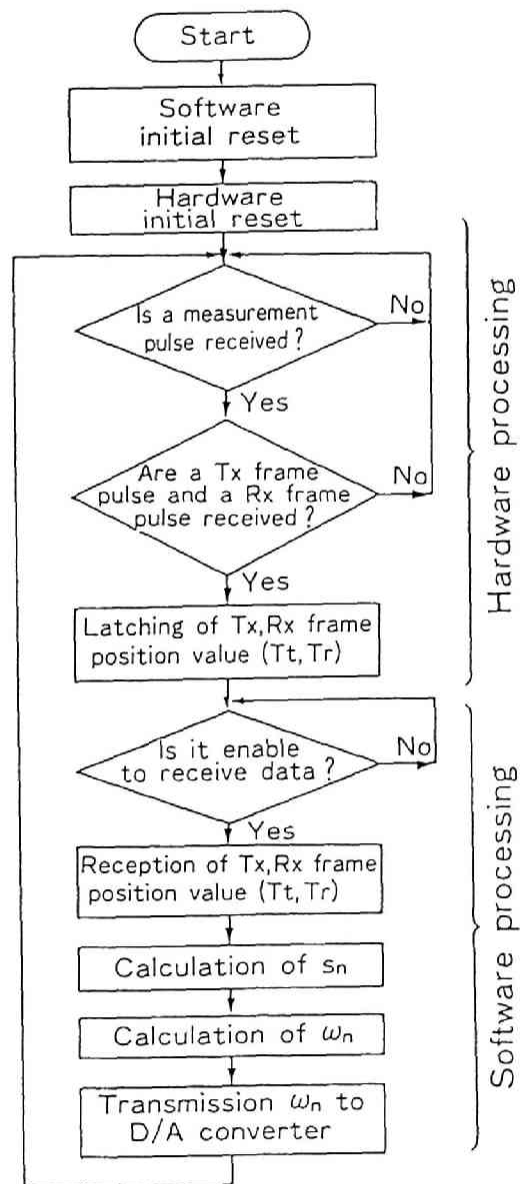 Start
Software
initial reset
Hardware
initial reset
Is a measurement
pulse received?
No
Yes
Are a Tx frame
pulse and a Rx frame
pulse received?
No
Yes
Latching of Tx,Rx frame
position value (Tt,Tr)
Hardware processing
Is it enable
to receive data?
No
Yes
Reception of Tx,Rx frame
position value (Tt,Tr)
Calculation of sn
Calculation of ωn
Transmission ωn to
D/A converter
Software processing